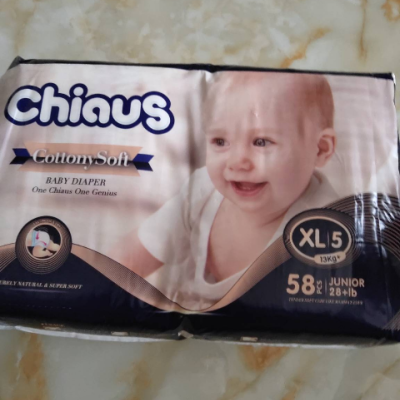 Chiaus
CottonySoft
BABY DIAPER
One Chiaus One Genius
XL 5
13Kg+
58 PCS
JUNIOR
28+lb
PURELY NATURAL & SUPER SOFT